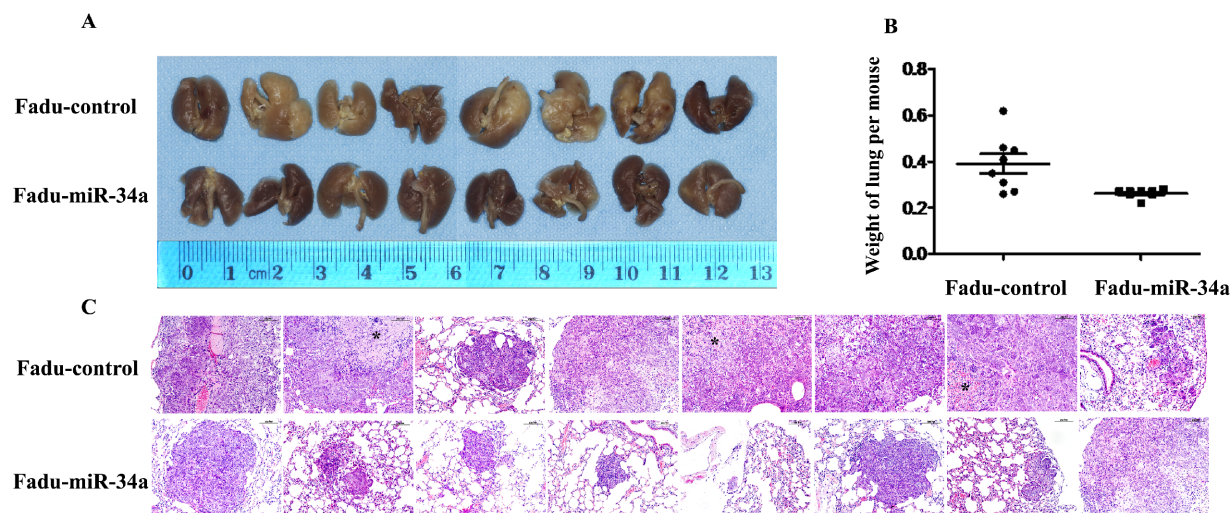 A
Fadu-control
Fadu-miR-34a
0 1 cm 2 3 4 5 6 7 8 9 10 11 12 13
B
Weight of lung per mouse
0.8
0.6
0.4
0.2
0.0
Fadu-control Fadu-miR-34a
C
Fadu-control
* * *
Fadu-miR-34a